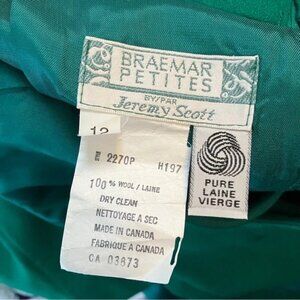 BRAEMAR
PETITES
BY/PAR
Jeremy Scott
12
2270P H197
100% WOOL / LAINE
DRY CLEAN
NETTOYAGE A SEC
MADE IN CANADA
FABRIQUE A CANADA
CA 03673
PURE
LAINE
VIERGE